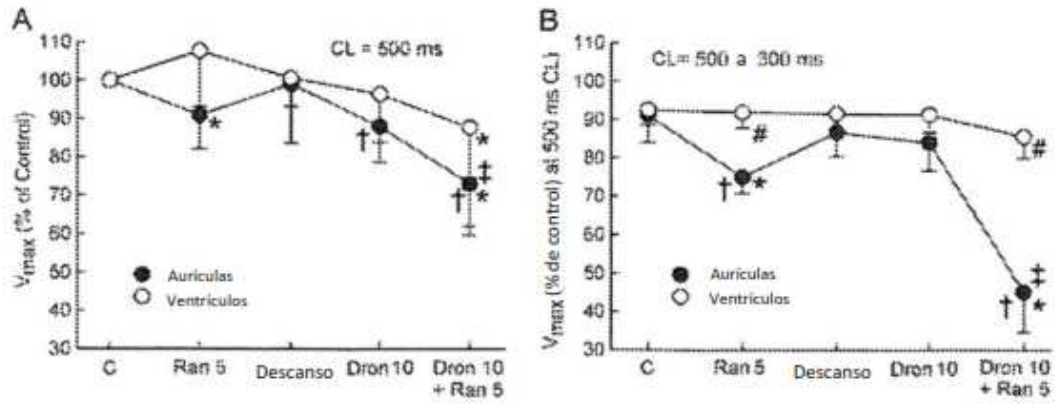 A
CL = 500 ms
Vmax (% of Control)
110
100
90
80
70
60
50
40
30
*
†
*
‡
†
*
Aurículas
Ventrículos
C
Ran 5
Descanso
Dron 10
Dron 10
+ Ran 5
B
CL= 500 a 300 ms
Vmax (% de control) al 500 ms CL)
110
100
90
80
70
60
50
40
30
#
†
*
#
‡
†
*
Aurículas
Ventrículos
C
Ran 5
Descanso
Dron 10
Dron 10
+ Ran 5